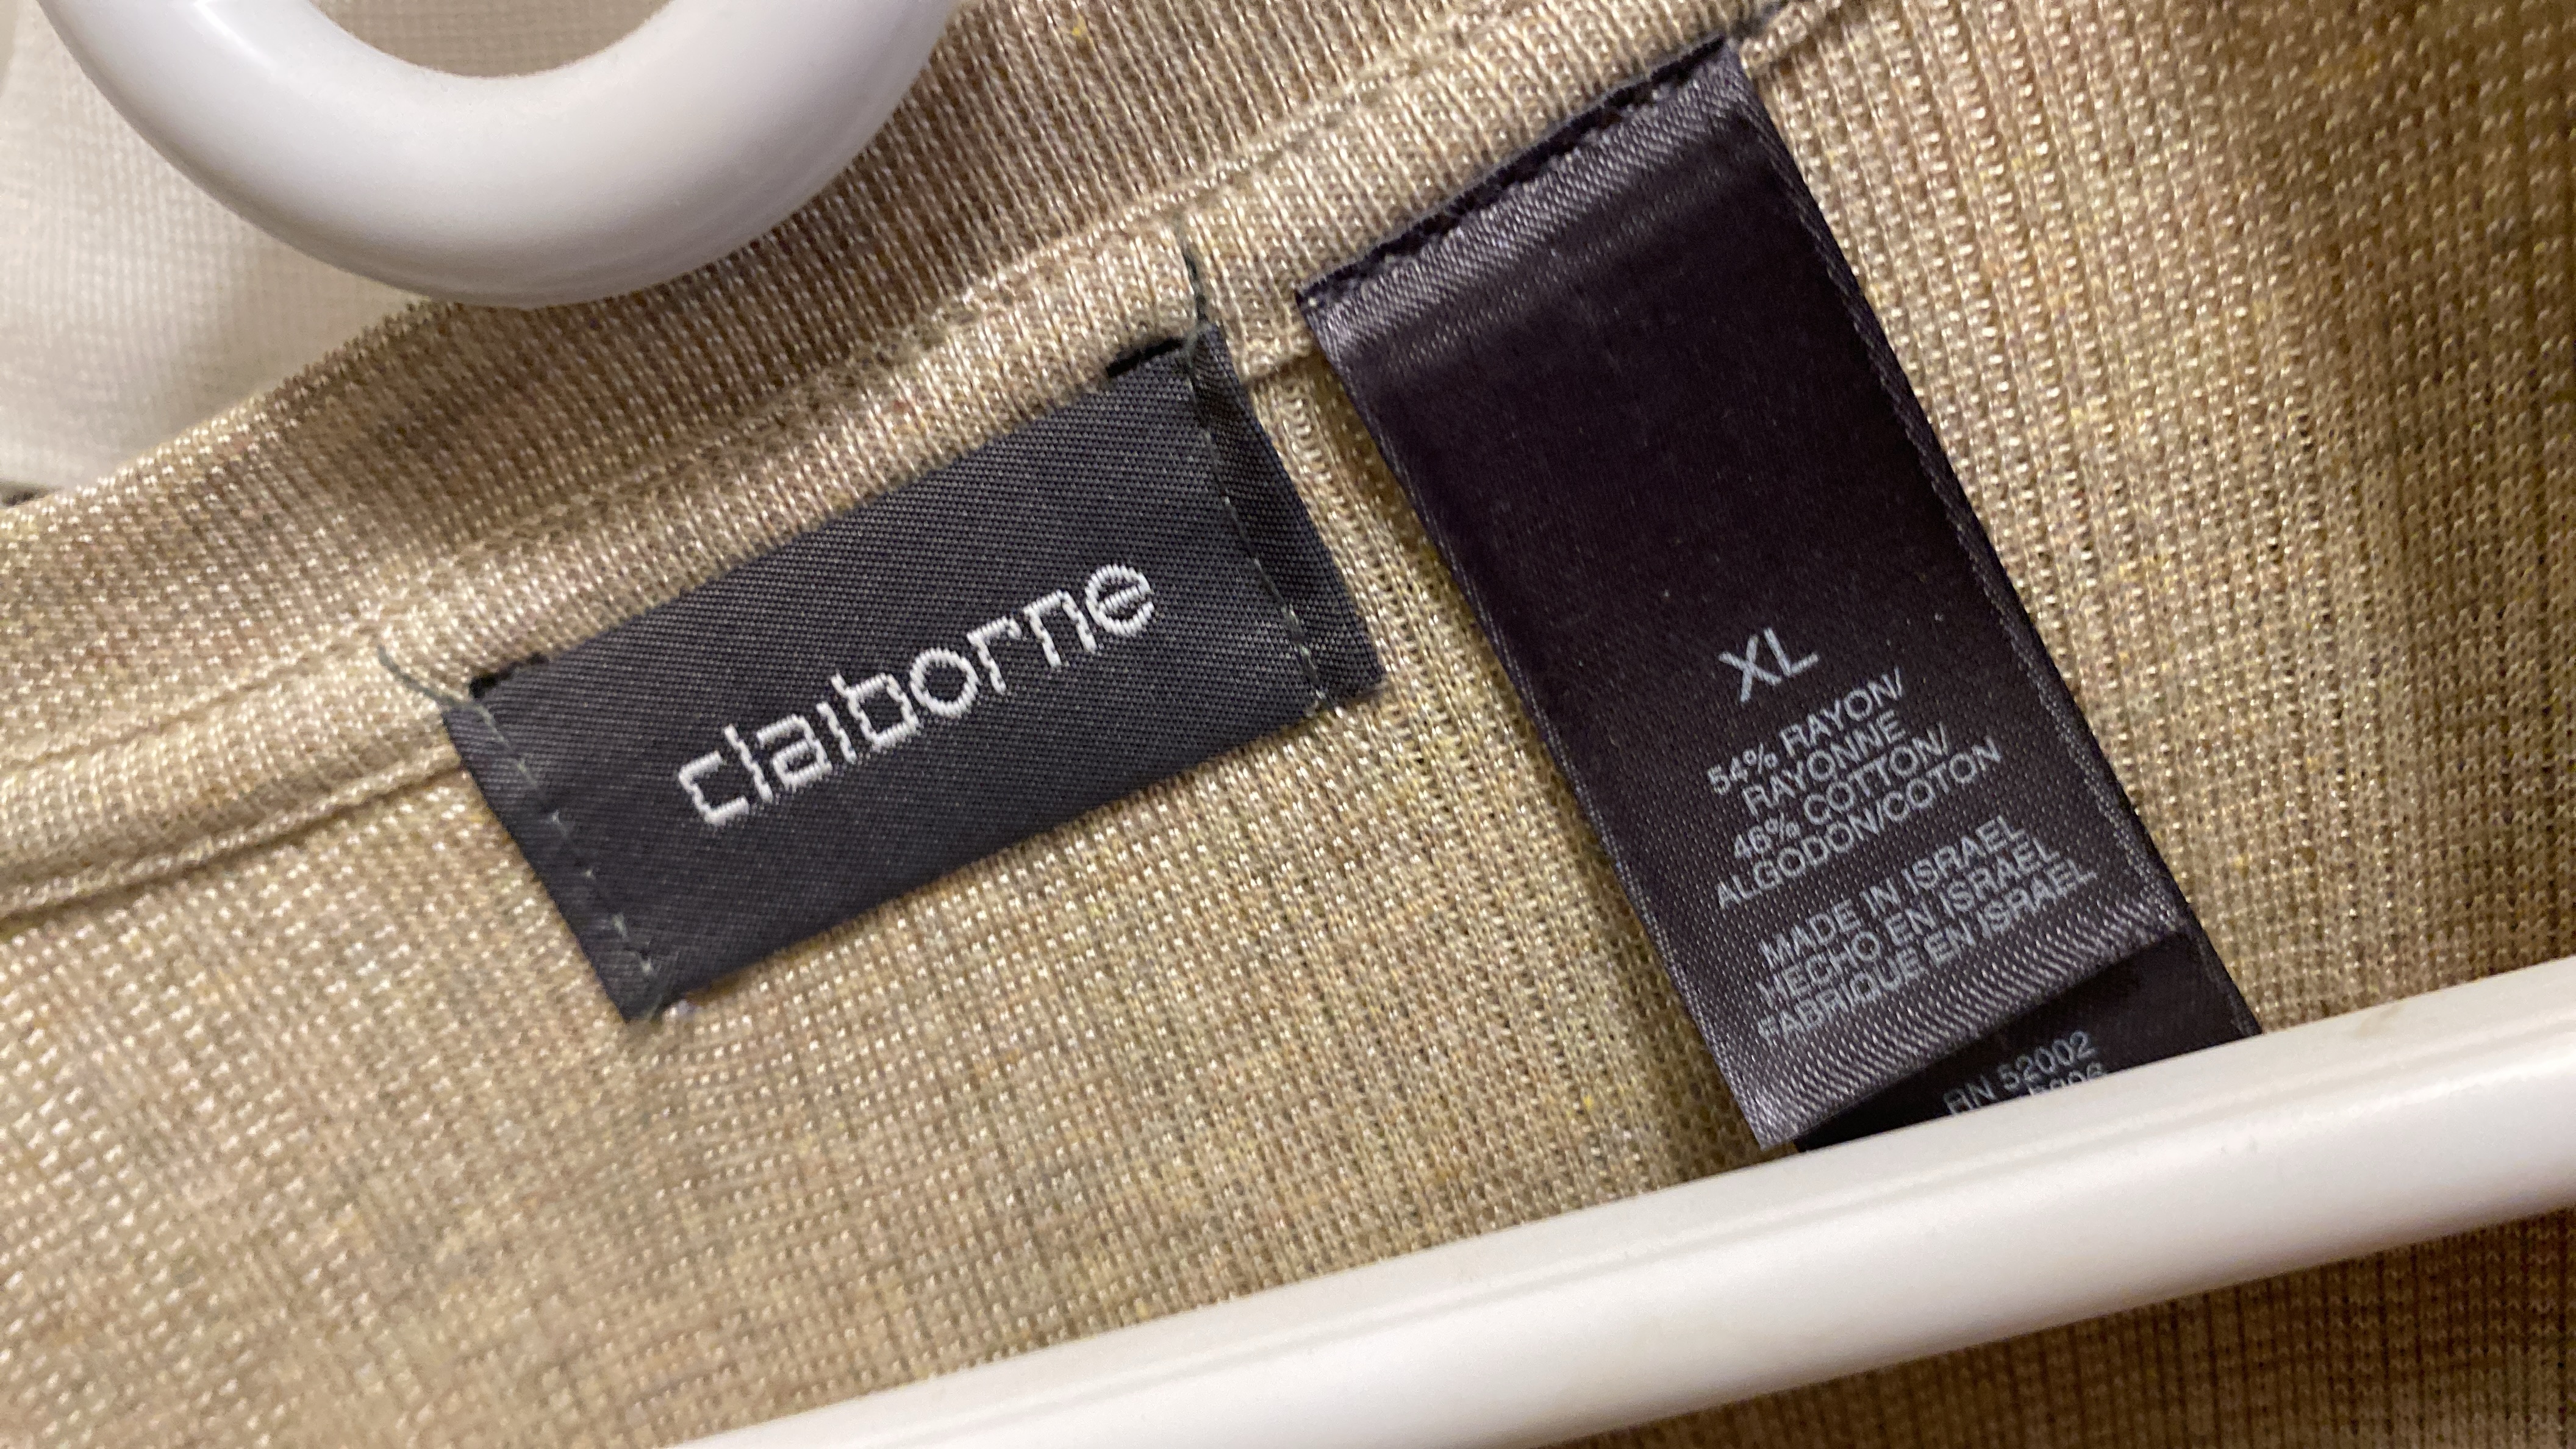 claiborne
XL
54% RAYON/
RAYONNE
46% COTTON/
ALGODON/COTON
MADE IN ISRAEL
HECHO EN ISRAEL
FABRIQUE EN ISRAEL
RN 52002